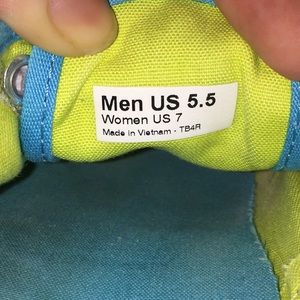 Men US 5.5
Women US 7
Made in Vietnam - TB4R